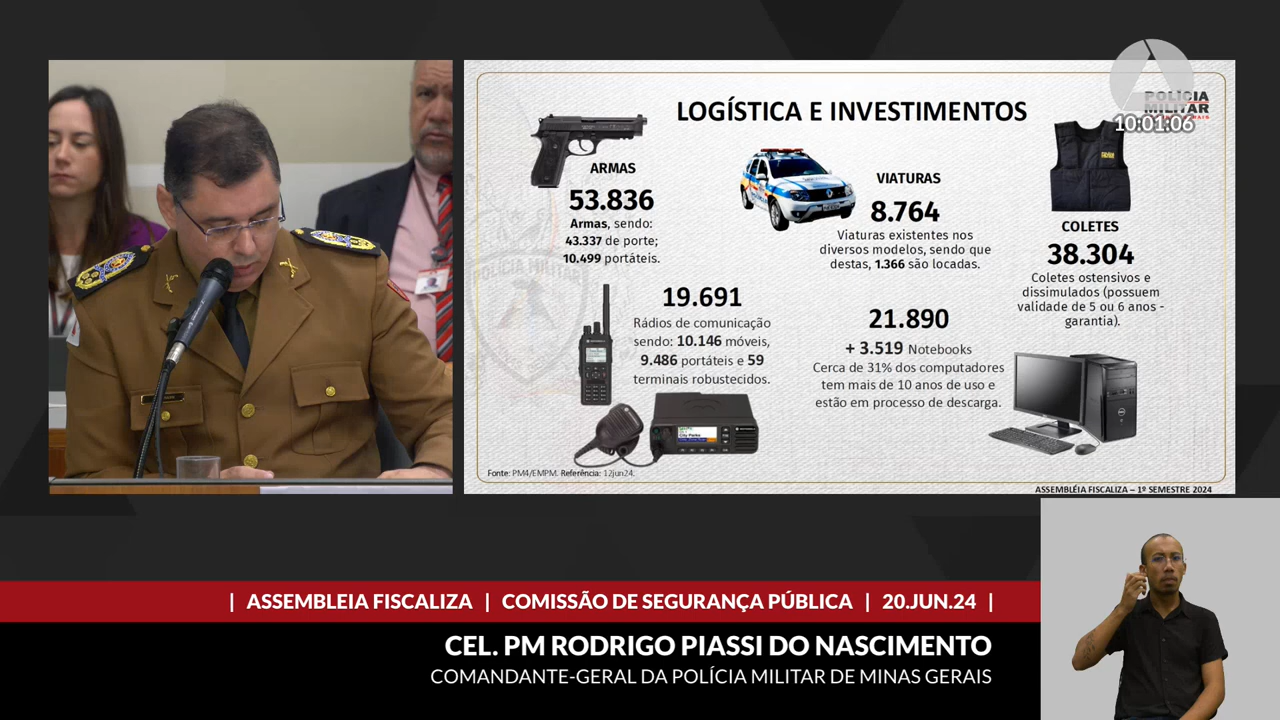 LOGÍSTICA E INVESTIMENTOS
POLÍCIA
MILITAR
10:01:06
ARMAS
53.836
Armas, sendo:
43.337 de porte;
10.499 portáteis.
VIATURAS
8.764
Viaturas existentes nos
diversos modelos, sendo que
destas, 1.366 são locadas.
COLETES
38.304
Coletes ostensivos e
dissimulados (possuem
validade de 5 ou 6 anos -
garantia).
19.691
Rádios de comunicação
sendo: 10.146 móveis,
9.486 portáteis e 59
terminais robustecidos.
21.890
+ 3.519 Notebooks
Cerca de 31% dos computadores
tem mais de 10 anos de uso e
estão em processo de descarga.
POLÍCIA MILITAR
Fonte: PM4/EMPM. Referência: 12jun24.
ASSEMBLÉIA FISCALIZA – 1º SEMESTRE 2024
| ASSEMBLEIA FISCALIZA | COMISSÃO DE SEGURANÇA PÚBLICA | 20.JUN.24 |
CEL. PM RODRIGO PIASSI DO NASCIMENTO
COMANDANTE-GERAL DA POLÍCIA MILITAR DE MINAS GERAIS